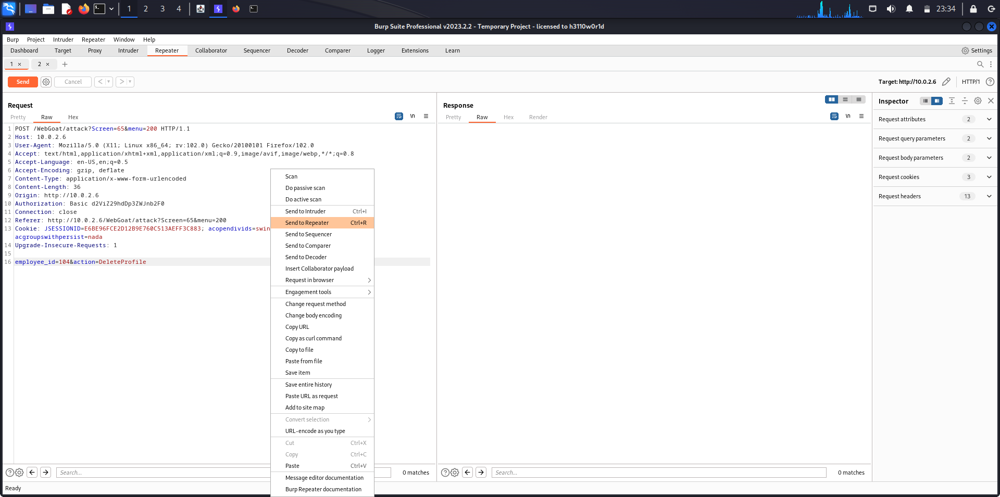 1 2 3 4 23:34
Burp Suite Professional v2023.2.2 - Temporary Project - licensed to h3110w0r1d
Burp Project Intruder Repeater Window Help
Dashboard Target Proxy Intruder Repeater Collaborator Sequencer Decoder Comparer Logger Extensions Learn Settings
1 × 2 × +
Send Cancel < > Target: http://10.0.2.6 HTTP/1 ?
Request
Pretty Raw Hex \n
1 POST /WebGoat/attack?Screen=65&menu=200 HTTP/1.1
2 Host: 10.0.2.6
3 User-Agent: Mozilla/5.0 (X11; Linux x86_64; rv:102.0) Gecko/20100101 Firefox/102.0
4 Accept: text/html,application/xhtml+xml,application/xml;q=0.9,image/avif,image/webp,*/*;q=0.8
5 Accept-Language: en-US,en;q=0.5
6 Accept-Encoding: gzip, deflate
7 Content-Type: application/x-www-form-urlencoded
8 Content-Length: 36
9 Origin: http://10.0.2.6
10 Authorization: Basic d2ViZ29hdDp3ZWJnb2F0
11 Connection: close
12 Referer: http://10.0.2.6/WebGoat/attack?Screen=65&menu=200
13 Cookie: JSESSIONID=E6BE96FCE2D12B9E760C513AEFF3C883; acopendivids=swin
acgroupswithpersist=nada
14 Upgrade-Insecure-Requests: 1
15
16 employee_id=104&action=DeleteProfile
Scan
Do passive scan
Do active scan
Send to Intruder Ctrl+I
Send to Repeater Ctrl+R
Send to Sequencer
Send to Comparer
Send to Decoder
Insert Collaborator payload
Request in browser
Engagement tools
Change request method
Change body encoding
Copy URL
Copy as curl command
Copy to file
Paste from file
Save item
Save entire history
Paste URL as request
Add to site map
Convert selection
URL-encode as you type
Cut Ctrl+X
Copy Ctrl+C
Paste Ctrl+V
Message editor documentation
Burp Repeater documentation
Search... 0 matches
Response
Pretty Raw Hex Render \n
Search... 0 matches
Inspector
Request attributes 2
Request query parameters 2
Request body parameters 2
Request cookies 3
Request headers 13
Ready